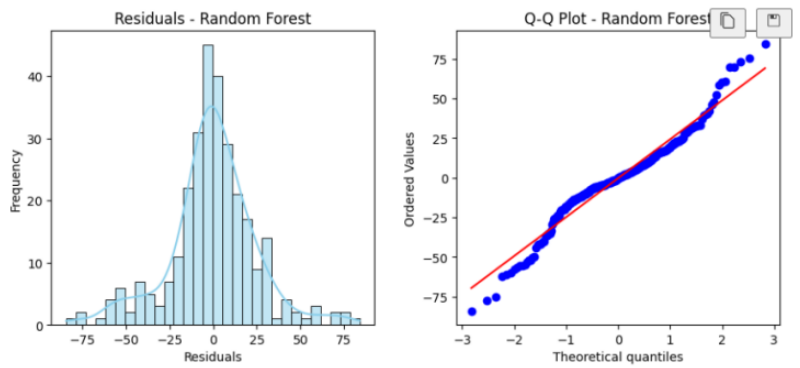 Residuals - Random Forest
40
30
20
10
0
Frequency
−75 −50 −25 0 25 50 75
Residuals
Q-Q Plot - Random Forest
75
50
25
0
−25
−50
−75
Ordered Values
−3 −2 −1 0 1 2 3
Theoretical quantiles